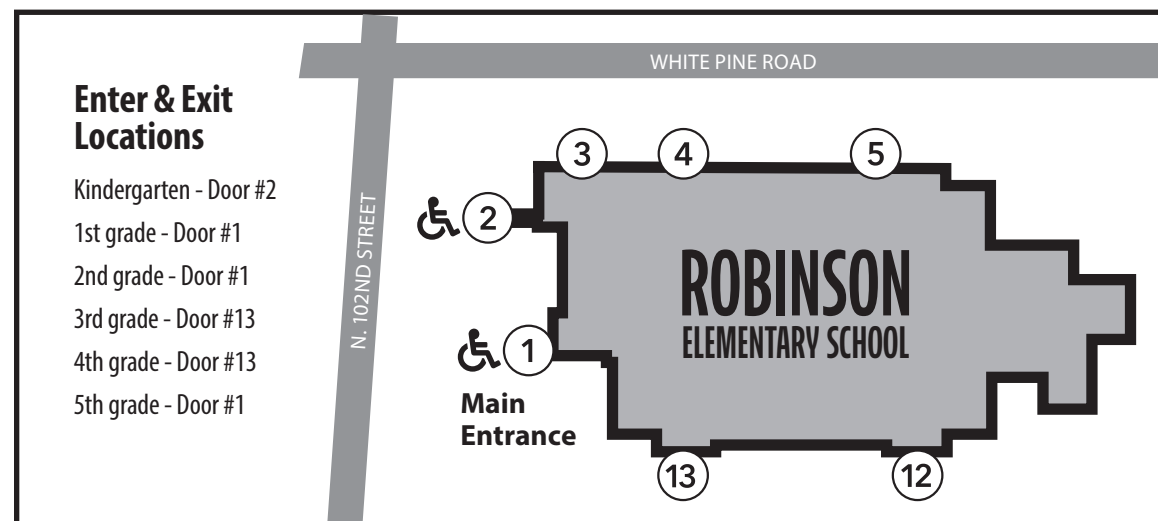 WHITE PINE ROAD
Enter & Exit
Locations
Kindergarten - Door #2
1st grade - Door #1
2nd grade - Door #1
3rd grade - Door #13
4th grade - Door #13
5th grade - Door #1
N. 102ND STREET
3
4
5
2
ROBINSON
ELEMENTARY SCHOOL
1
Main
Entrance
13
12